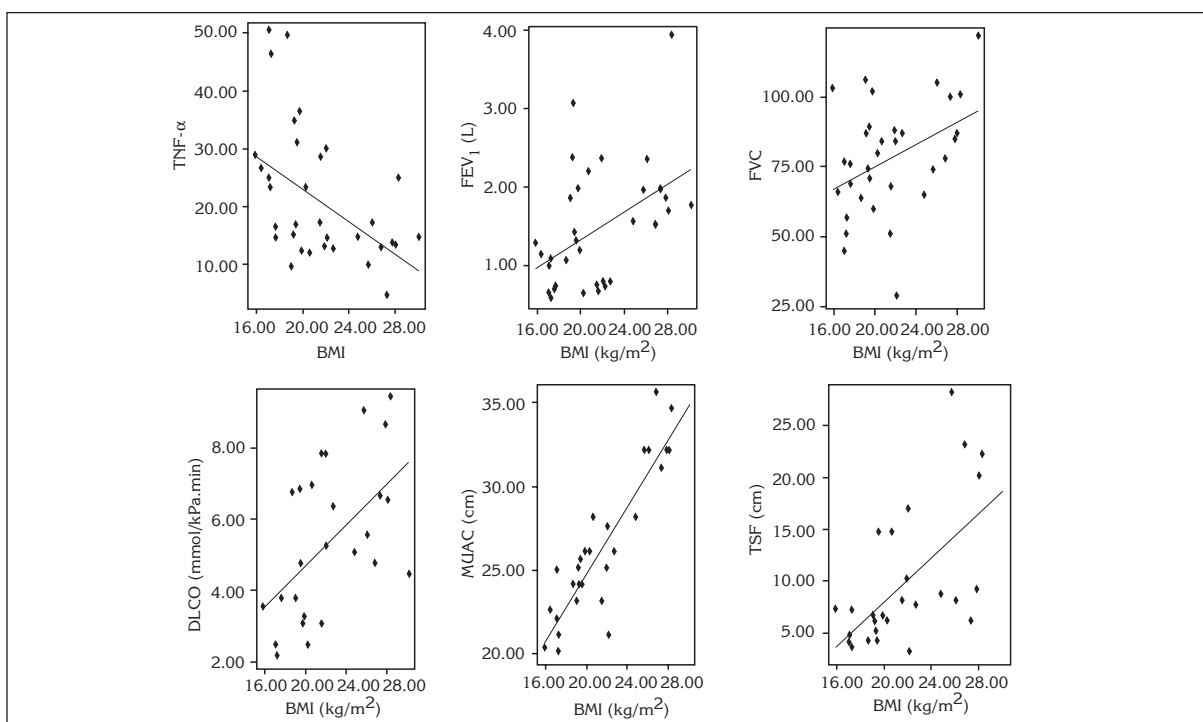 TNF-α
50.00
40.00
30.00
20.00
10.00
16.00 20.00 24.00 28.00
BMI
FEV₁ (L)
4.00
3.00
2.00
1.00
16.00 20.00 24.00 28.00
BMI (kg/m²)
FVC
100.00
75.00
50.00
25.00
16.00 20.00 24.00 28.00
BMI (kg/m²)
DLCO (mmol/kPa.min)
8.00
6.00
4.00
2.00
16.00 20.00 24.00 28.00
BMI (kg/m²)
MUAC (cm)
35.00
30.00
25.00
20.00
16.00 20.00 24.00 28.00
BMI (kg/m²)
TSF (cm)
25.00
20.00
15.00
10.00
5.00
16.00 20.00 24.00 28.00
BMI (kg/m²)